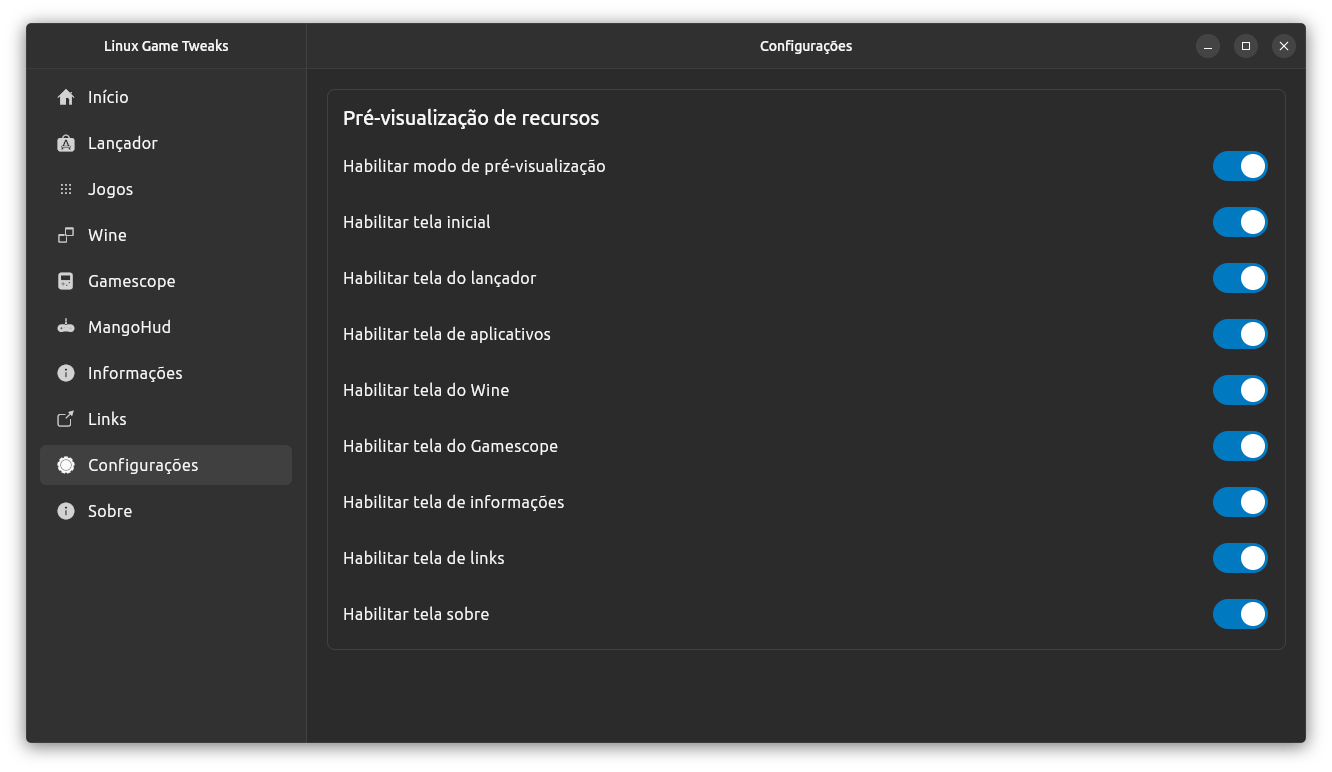 Linux Game Tweaks
Configurações
Início
Lançador
Jogos
Wine
Gamescope
MangoHud
Informações
Links
Configurações
Sobre
Pré-visualização de recursos
Habilitar modo de pré-visualização
Habilitar tela inicial
Habilitar tela do lançador
Habilitar tela de aplicativos
Habilitar tela do Wine
Habilitar tela do Gamescope
Habilitar tela de informações
Habilitar tela de links
Habilitar tela sobre